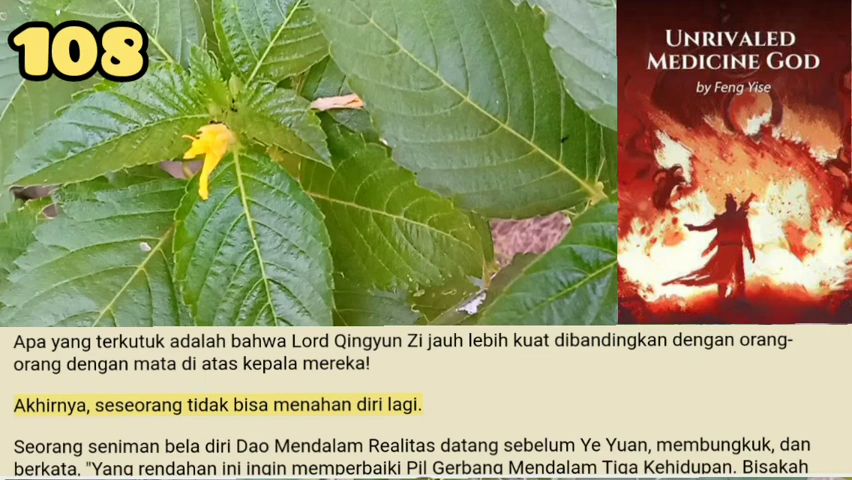 108
UNRIVALED
MEDICINE GOD
by Feng Yise
Apa yang terkutuk adalah bahwa Lord Qingyun Zi jauh lebih kuat dibandingkan dengan orang-
orang dengan mata di atas kepala mereka!
Akhirnya, seseorang tidak bisa menahan diri lagi.
Seorang seniman bela diri Dao Mendalam Realitas datang sebelum Ye Yuan, membungkuk, dan
berkata, "Yang rendahan ini ingin memperbaiki Pil Gerbang Mendalam Tiga Kehidupan. Bisakah